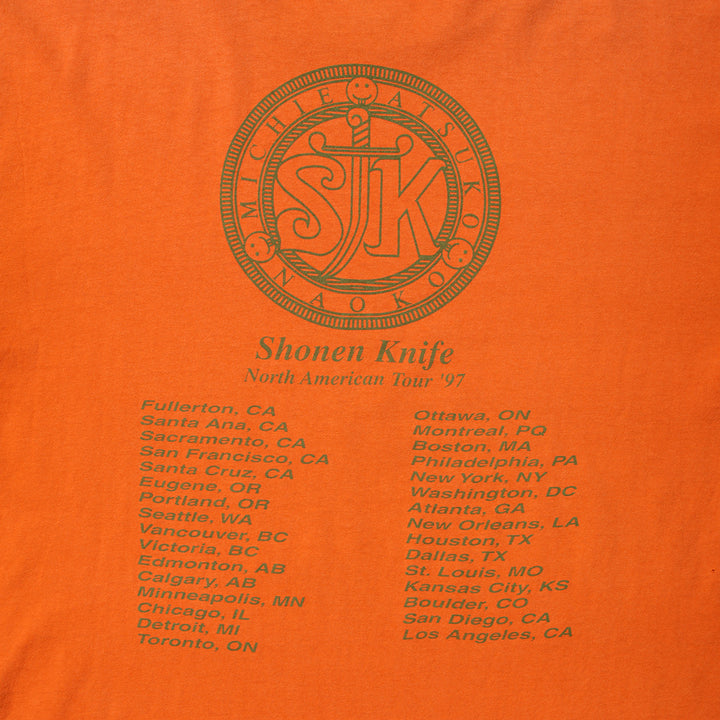 MICHIE ATSUKO NAOKO
SK
Shonen Knife
North American Tour '97
Fullerton, CA
Santa Ana, CA
Sacramento, CA
San Francisco, CA
Santa Cruz, CA
Eugene, OR
Portland, OR
Seattle, WA
Vancouver, BC
Victoria, BC
Edmonton, AB
Calgary, AB
Minneapolis, MN
Chicago, IL
Detroit, MI
Toronto, ON
Ottawa, ON
Montreal, PQ
Boston, MA
Philadelphia, PA
New York, NY
Washington, DC
Atlanta, GA
New Orleans, LA
Houston, TX
Dallas, TX
St. Louis, MO
Kansas City, KS
Boulder, CO
San Diego, CA
Los Angeles, CA